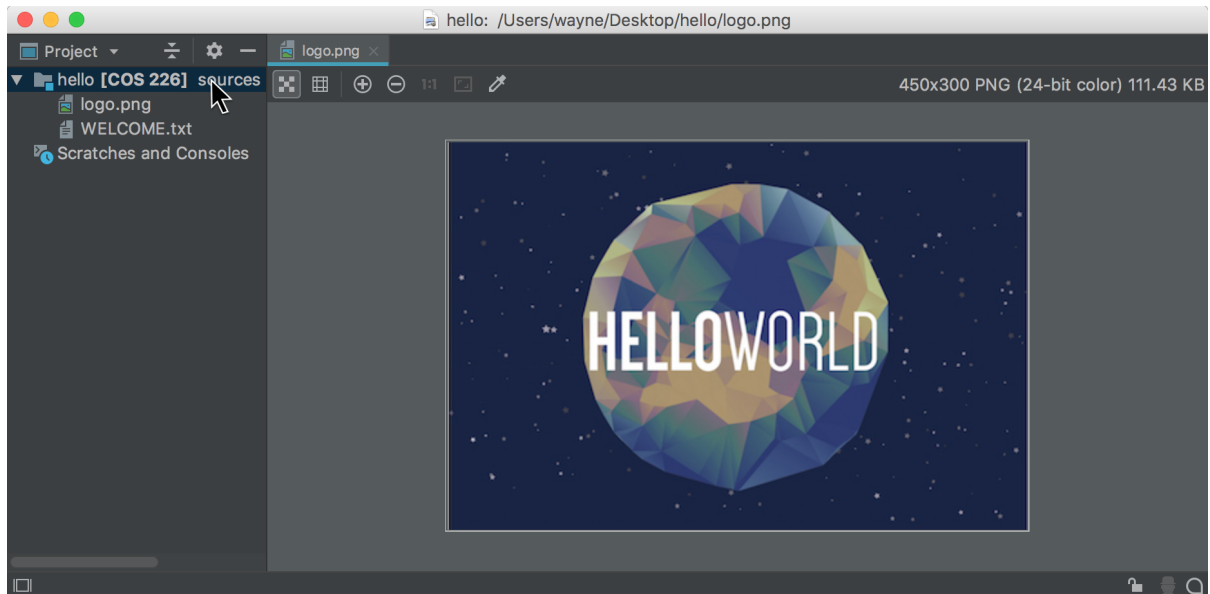 hello: /Users/wayne/Desktop/hello/logo.png
Project
logo.png
hello [COS 226] sources
1:1
450x300 PNG (24-bit color) 111.43 KB
logo.png
WELCOME.txt
Scratches and Consoles
HELLOWORLD